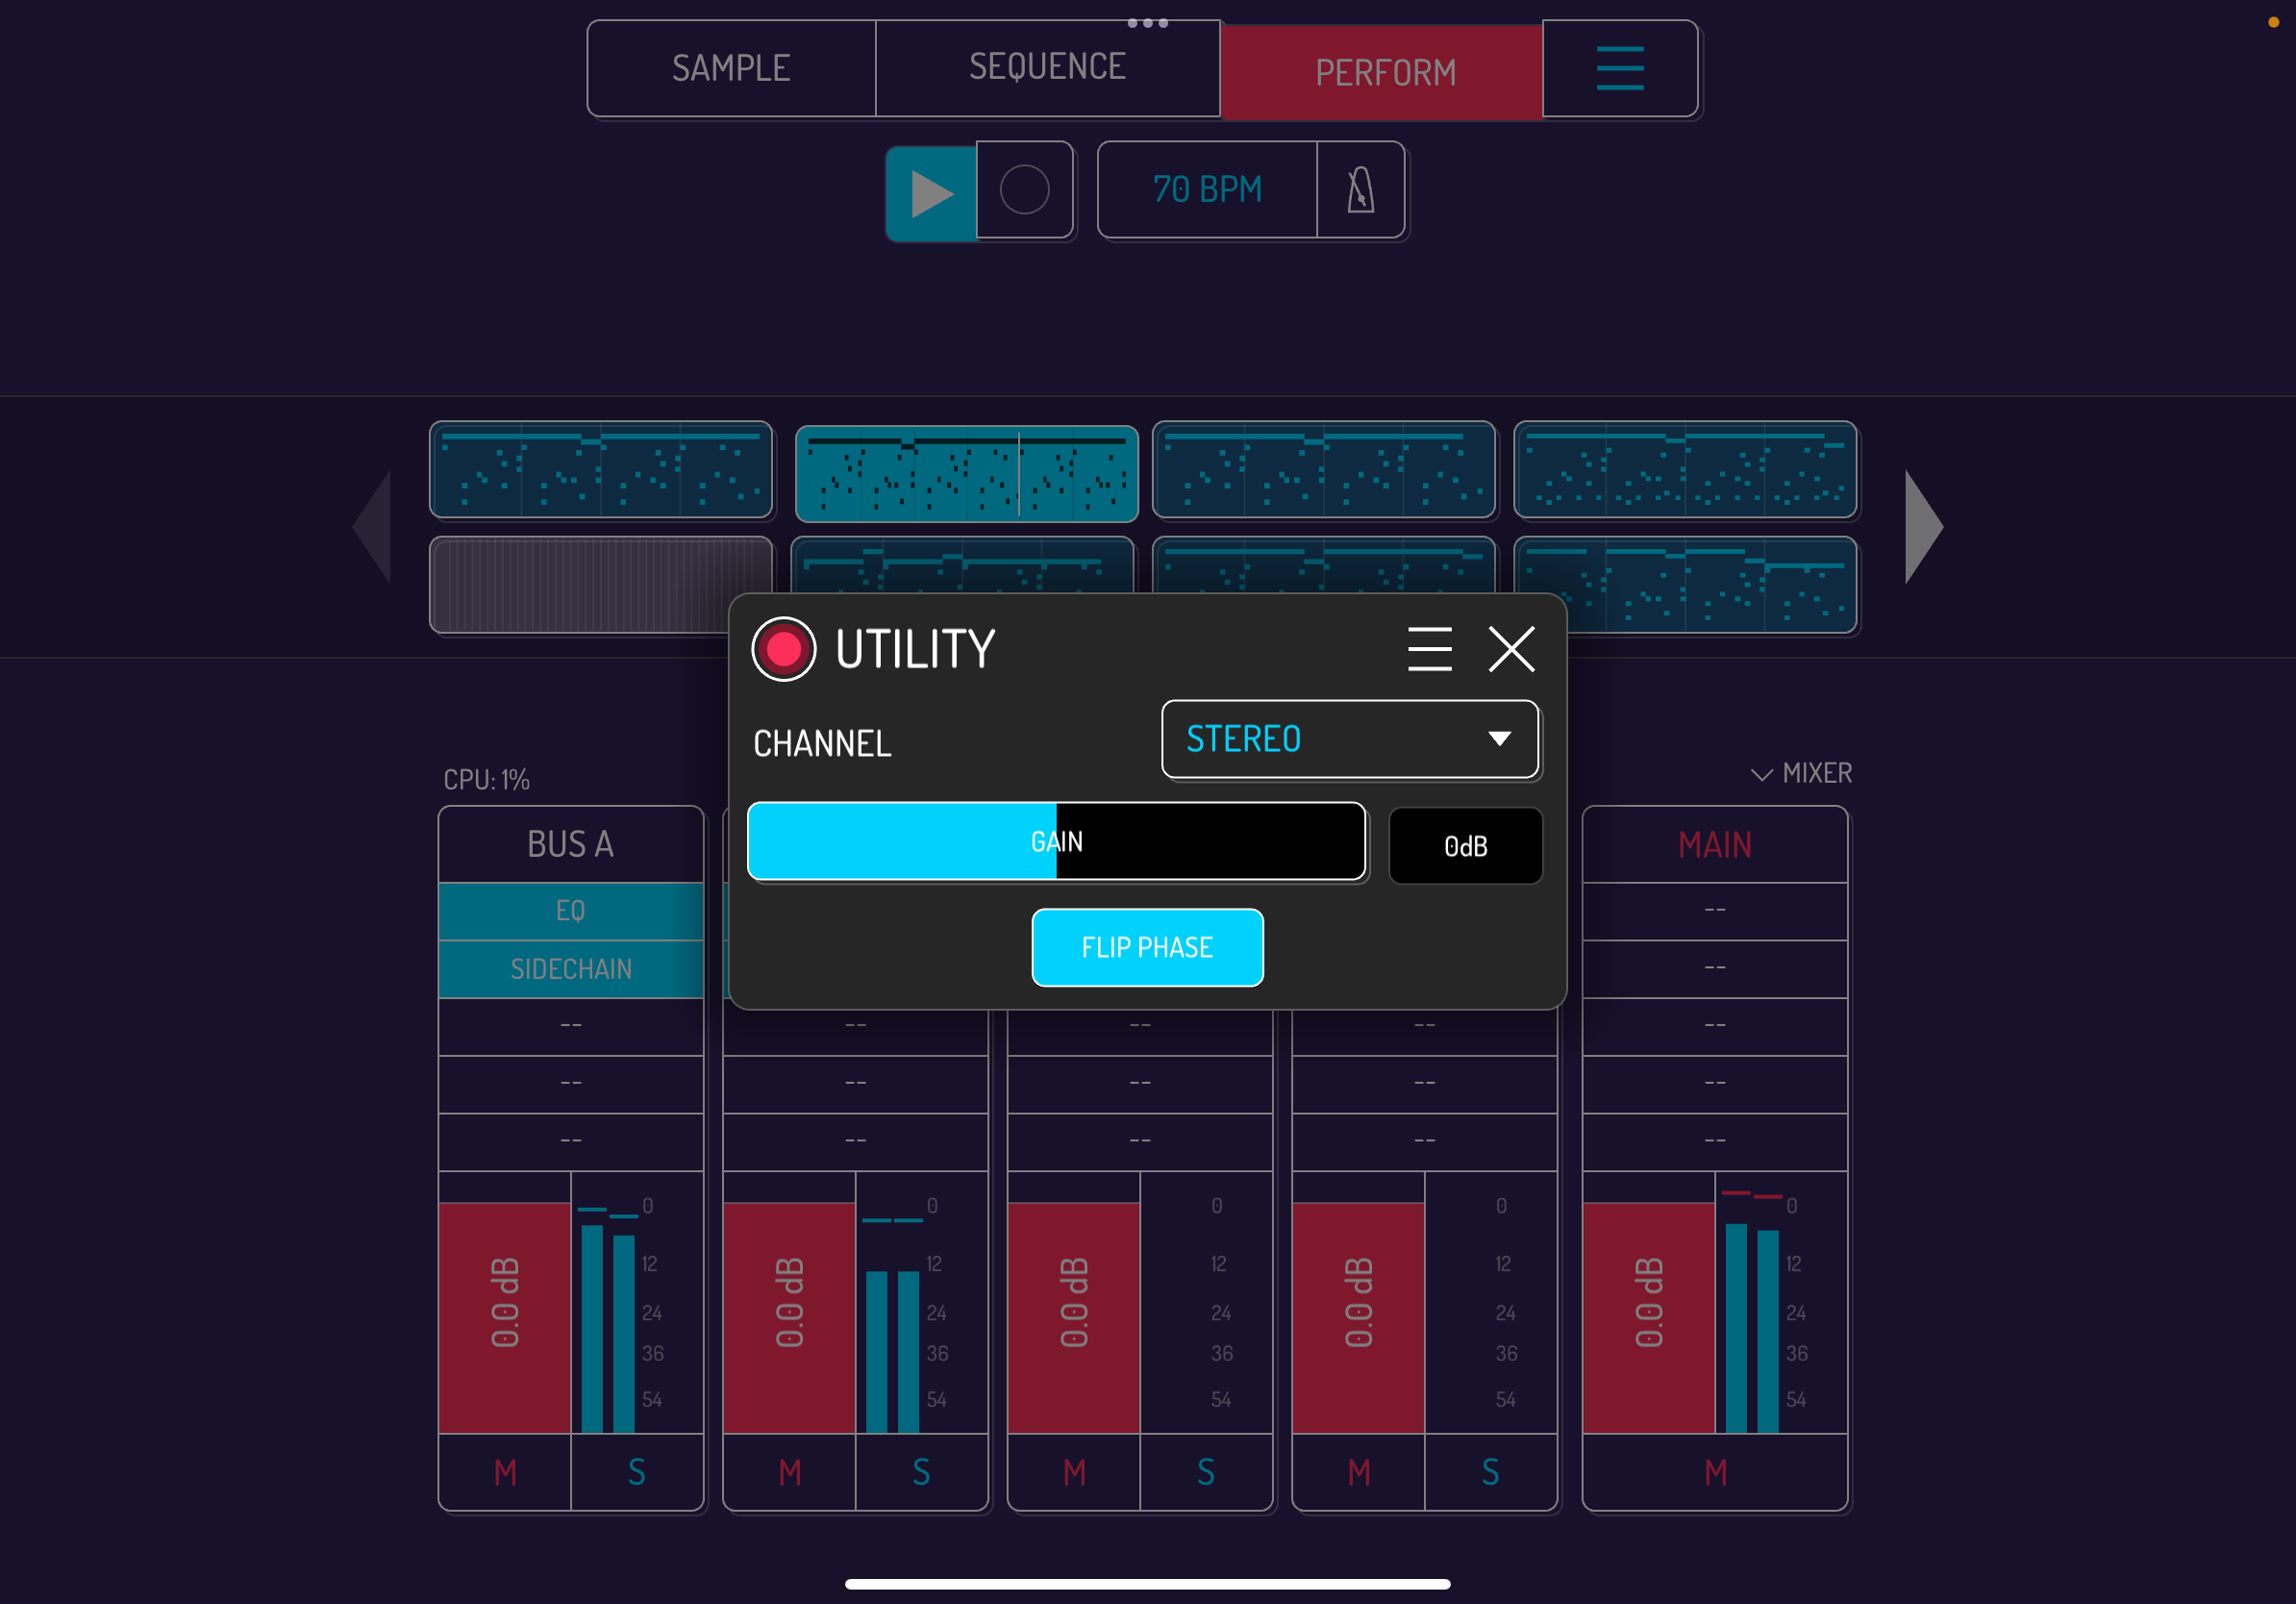 SAMPLE SEQUENCE PERFORM
70 BPM
UTILITY
CHANNEL STEREO
CPU: 1% MIXER
GAIN 0dB
BUS A MAIN
EQ --
FLIP PHASE
SIDECHAIN --
-- -- -- -- --
-- -- -- -- --
-- -- -- -- --
0 0 0 0 0
12 12 12 12 12
0.0 dB 0.0 dB 0.0 dB 0.0 dB 0.0 dB
24 24 24 24 24
36 36 36 36 36
54 54 54 54 54
M S M S M S M S M